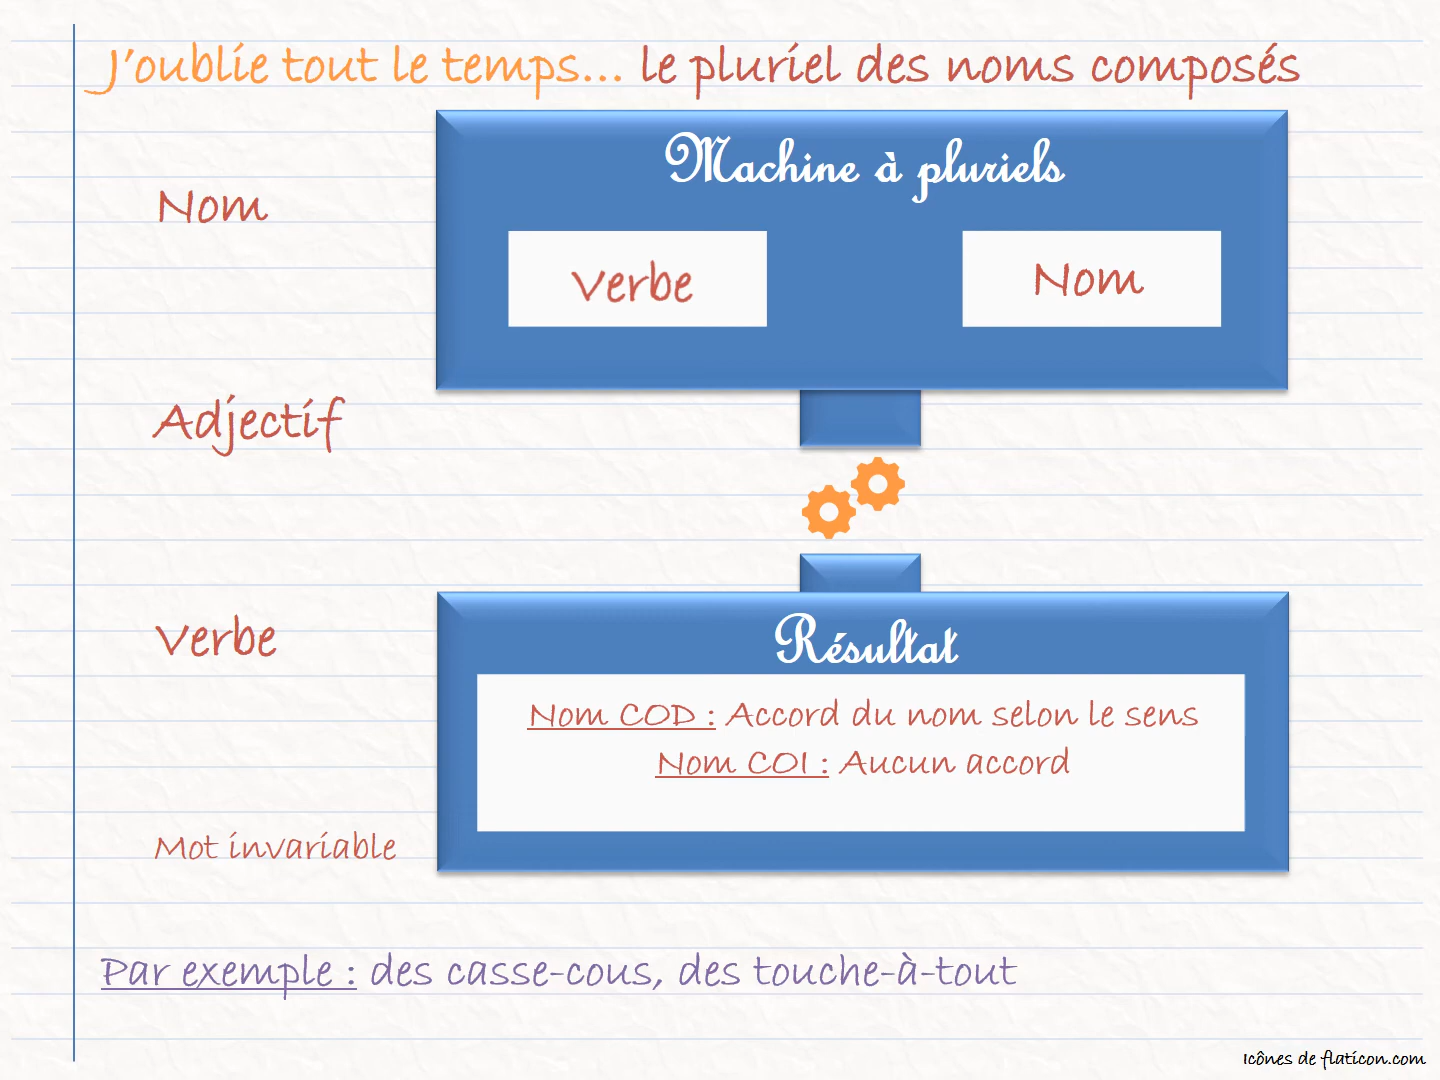 J'oublie tout le temps... le pluriel des noms composés
Machine à pluriels
Nom
Verbe
Nom
Adjectif
Verbe
Résultat
Nom COD : Accord du nom selon le sens
Nom COI : Aucun accord
Mot invariable
Par exemple : des casse-cous, des touche-à-tout
Icônes de flaticon.com